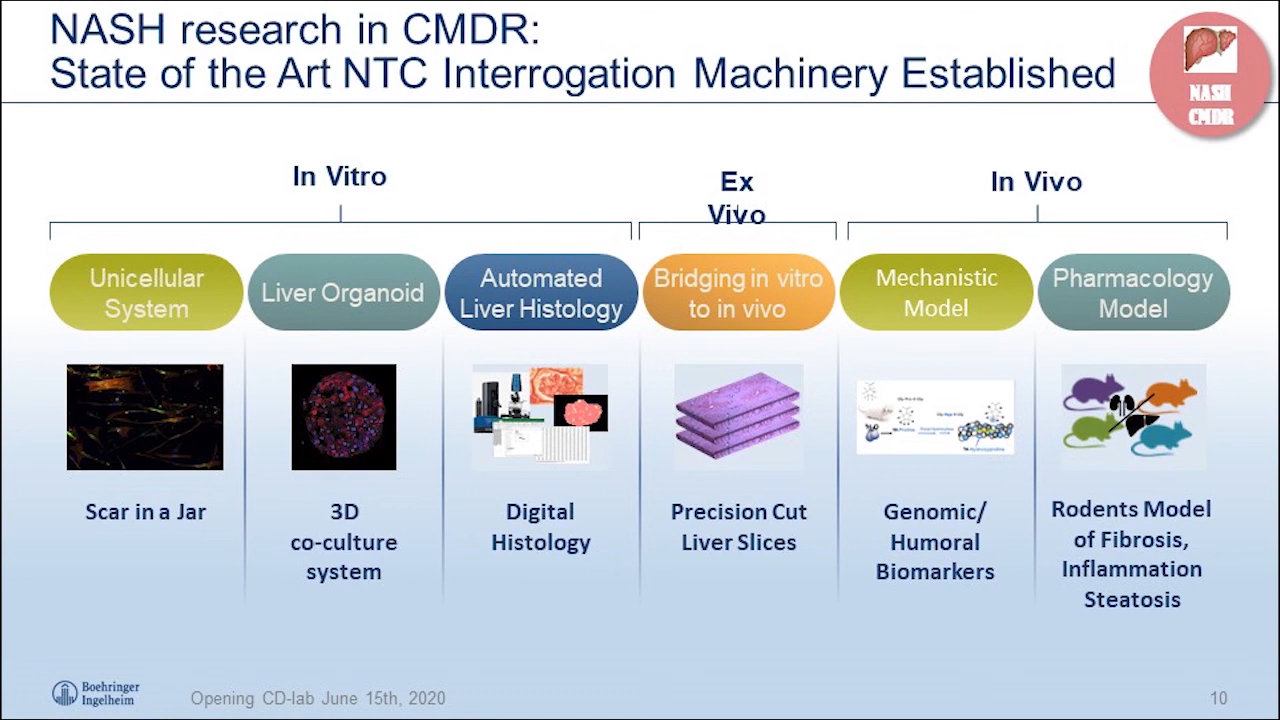 NASH research in CMDR:
State of the Art NTC Interrogation Machinery Established
NASH
CMDR
In Vitro
Ex
Vivo
In Vivo
Unicellular
System
Liver Organoid
Automated
Liver Histology
Bridging in vitro
to in vivo
Mechanistic
Model
Pharmacology
Model
Scar in a Jar
3D
co-culture
system
Digital
Histology
Precision Cut
Liver Slices
Genomic/
Humoral
Biomarkers
Rodents Model
of Fibrosis,
Inflammation
Steatosis
Boehringer
Ingelheim
Opening CD-lab June 15th, 2020
10